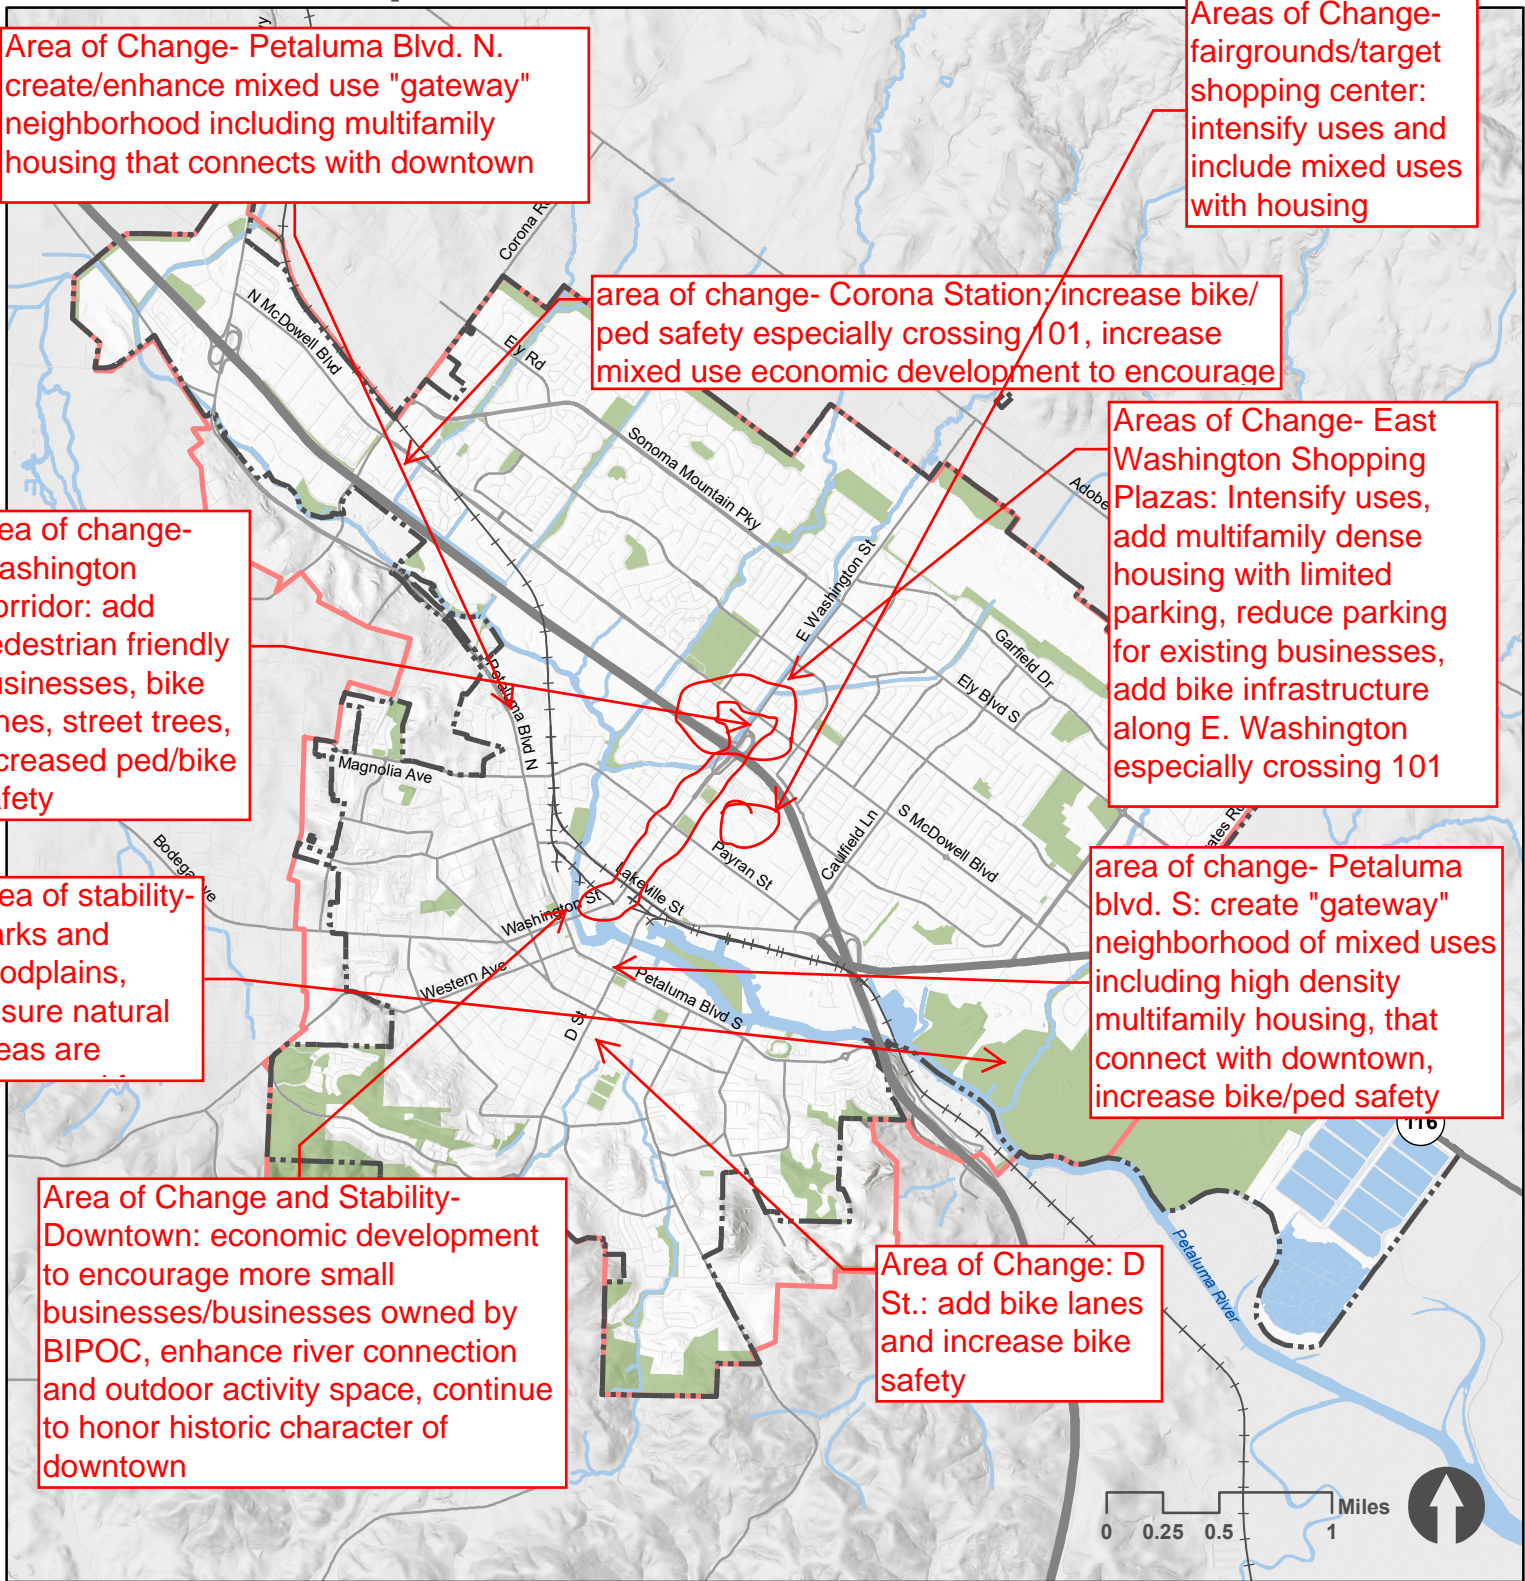 Area of Change- Petaluma Blvd. N.
create/enhance mixed use "gateway"
neighborhood including multifamily
housing that connects with downtown
Areas of Change-
fairgrounds/target
shopping center:
intensify uses and
include mixed uses
with housing
area of change- Corona Station: increase bike/
ped safety especially crossing 101, increase
mixed use economic development to encourage
Areas of Change- East
Washington Shopping
Plazas: Intensify uses,
add multifamily dense
housing with limited
parking, reduce parking
for existing businesses,
add bike infrastructure
along E. Washington
especially crossing 101
ea of change-
ashington
orridor: add
edestrian friendly
usinesses, bike
nes, street trees,
creased ped/bike
afety
ea of stability-
arks and
odplains,
sure natural
eas are
area of change- Petaluma
blvd. S: create "gateway"
neighborhood of mixed uses
including high density
multifamily housing, that
connect with downtown,
increase bike/ped safety
Area of Change and Stability-
Downtown: economic development
to encourage more small
businesses/businesses owned by
BIPOC, enhance river connection
and outdoor activity space, continue
to honor historic character of
downtown
Area of Change: D
St.: add bike lanes
and increase bike
safety
Corona R
N McDowell Blvd
Ely Rd
Sonoma Mountain Pky
Adobe
E Washington St
Garfield Dr
Ely Blvd S
Petaluma Blvd N
Magnolia Ave
S McDowell Blvd
Caulfield Ln
Payran St
Lakeville St
Bodega Ave
Washington St
Western Ave
Petaluma Blvd S
D St
ates R
116
Petaluma River
Miles
0 0.25 0.5 1